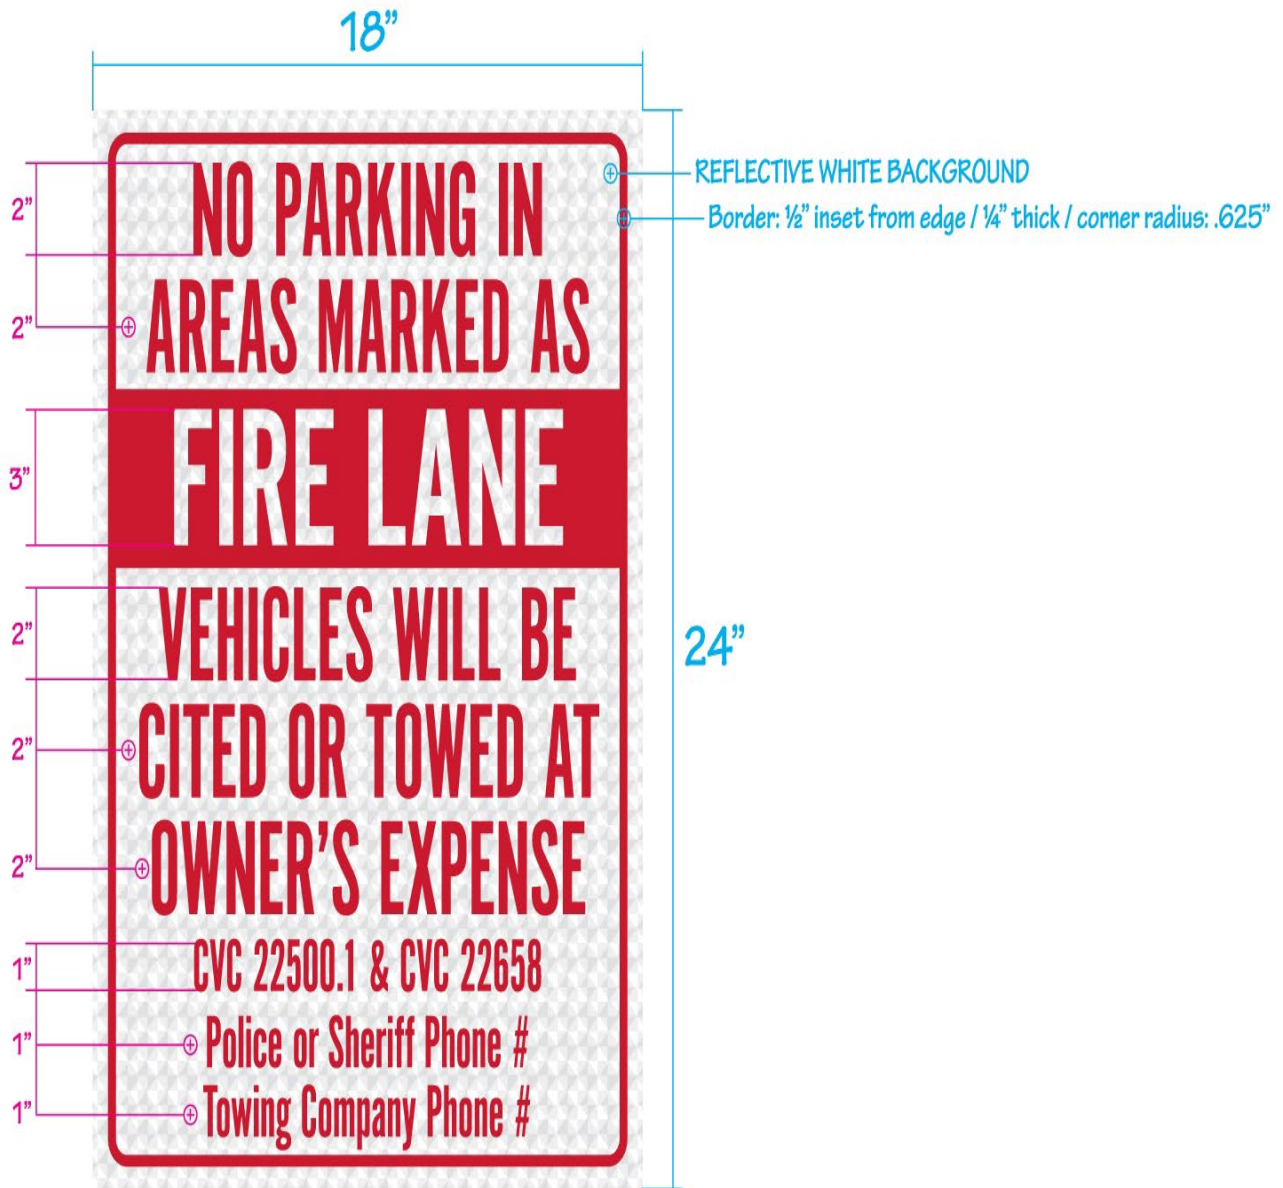 18”
REFLECTIVE WHITE BACKGROUND
Border: ½” inset from edge / ¼” thick / corner radius: .625”
2”
NO PARKING IN
2”
AREAS MARKED AS
3”
FIRE LANE
2”
VEHICLES WILL BE
24”
2”
CITED OR TOWED AT
2”
OWNER’S EXPENSE
1”
CVC 22500.1 & CVC 22658
1”
Police or Sheriff Phone #
1”
Towing Company Phone #